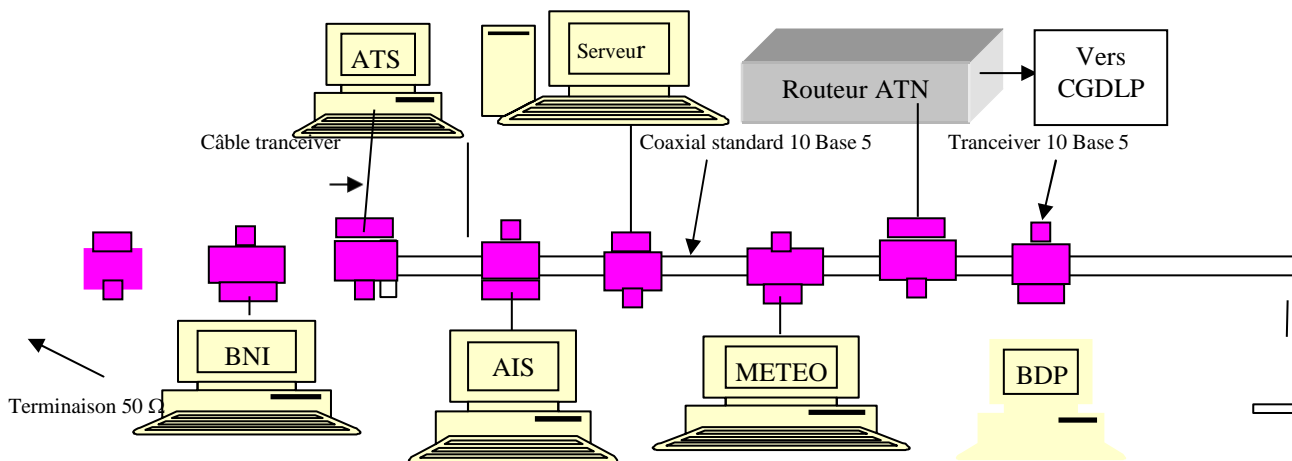 ATS
Serveur
Routeur ATN
Vers
CGDLP
Câble tranceiver
Coaxial standard 10 Base 5
Tranceiver 10 Base 5
BNI
AIS
METEO
BDP
Terminaison 50 Ω